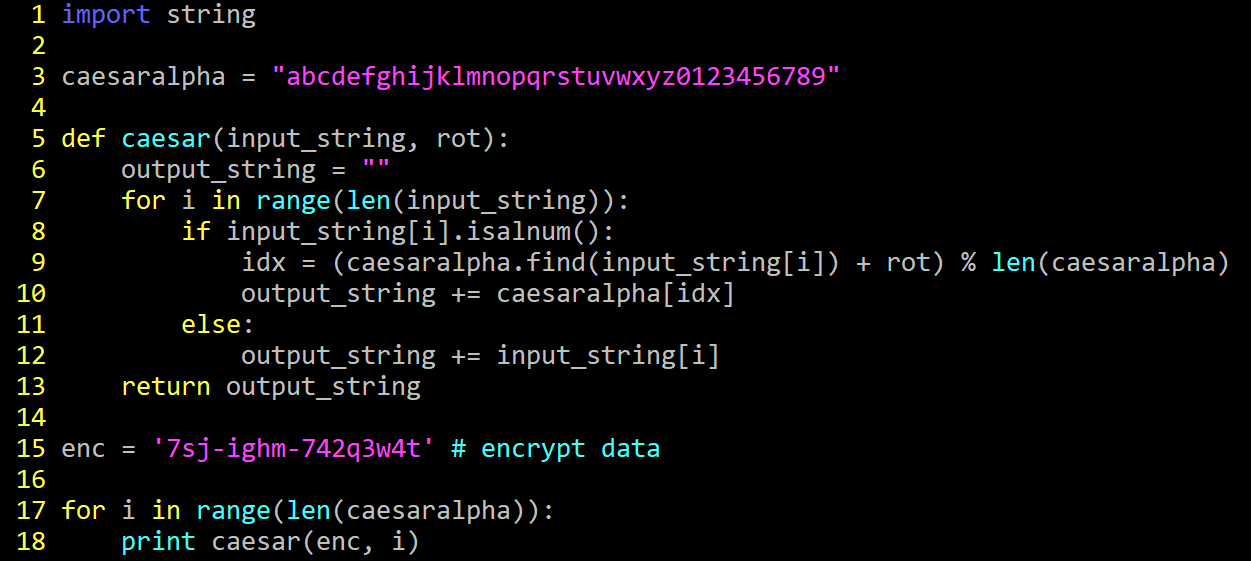 1 import string
2
3 caesaralpha = "abcdefghijklmnopqrstuvwxyz0123456789"
4
5 def caesar(input_string, rot):
6     output_string = ""
7     for i in range(len(input_string)):
8         if input_string[i].isalnum():
9             idx = (caesaralpha.find(input_string[i]) + rot) % len(caesaralpha)
10             output_string += caesaralpha[idx]
11         else:
12             output_string += input_string[i]
13     return output_string
14
15 enc = '7sj-ighm-742q3w4t' # encrypt data
16
17 for i in range(len(caesaralpha)):
18     print caesar(enc, i)